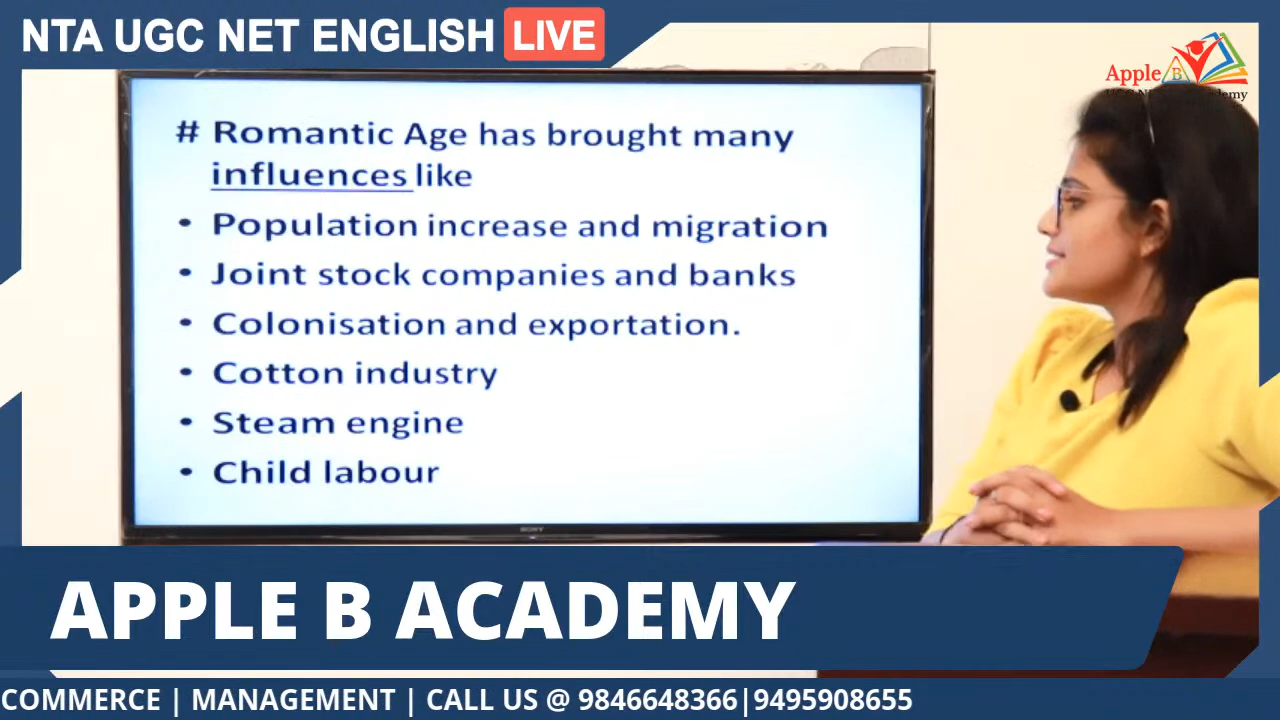 NTA UGC NET ENGLISH LIVE
Apple B
# Romantic Age has brought many
influences like
• Population increase and migration
• Joint stock companies and banks
• Colonisation and exportation.
• Cotton industry
• Steam engine
• Child labour
SONY
APPLE B ACADEMY
COMMERCE | MANAGEMENT | CALL US @ 9846648366|9495908655